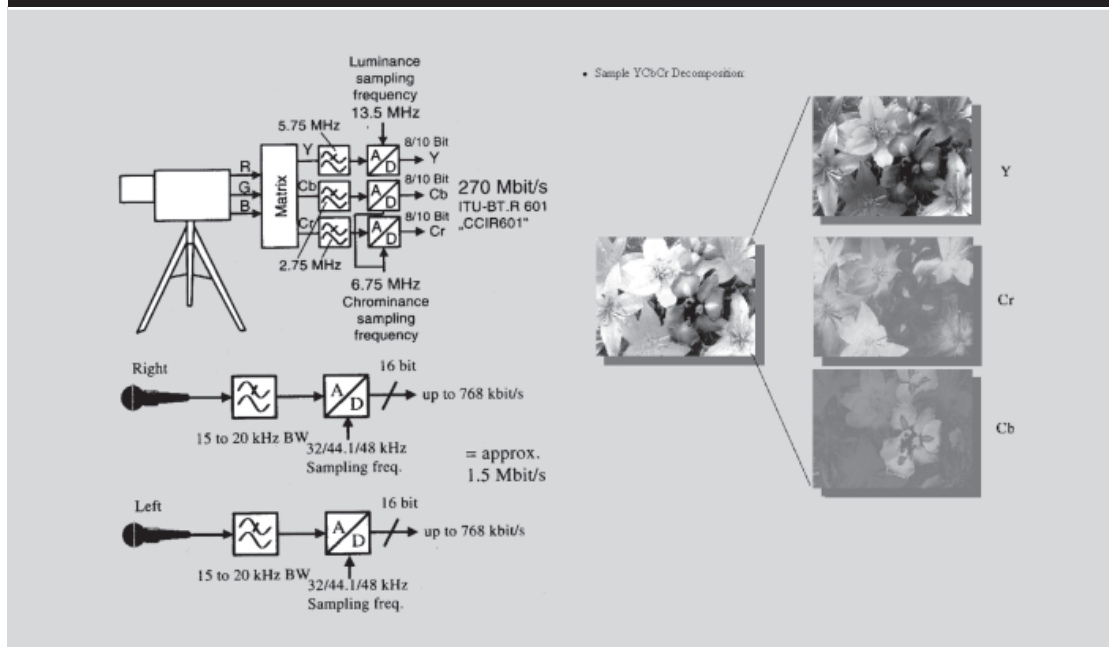 Luminance
sampling
frequency
13.5 MHz
5.75 MHz
8/10 Bit
R
Y
A
D
Y
8/10 Bit
G
Matrix
Cb
A
D
Cb
270 Mbit/s
ITU-BT.R 601
„CCIR601"
B
8/10 Bit
Cr
A
D
Cr
2.75 MHz
6.75 MHz
Chrominance
sampling
frequency
Right
16 bit
A
D
up to 768 kbit/s
15 to 20 kHz BW
32/44.1/48 kHz
Sampling freq.
= approx.
1.5 Mbit/s
Left
16 bit
A
D
up to 768 kbit/s
15 to 20 kHz BW
32/44.1/48 kHz
Sampling freq.
• Sample YCbCr Decomposition:
Y
Cr
Cb